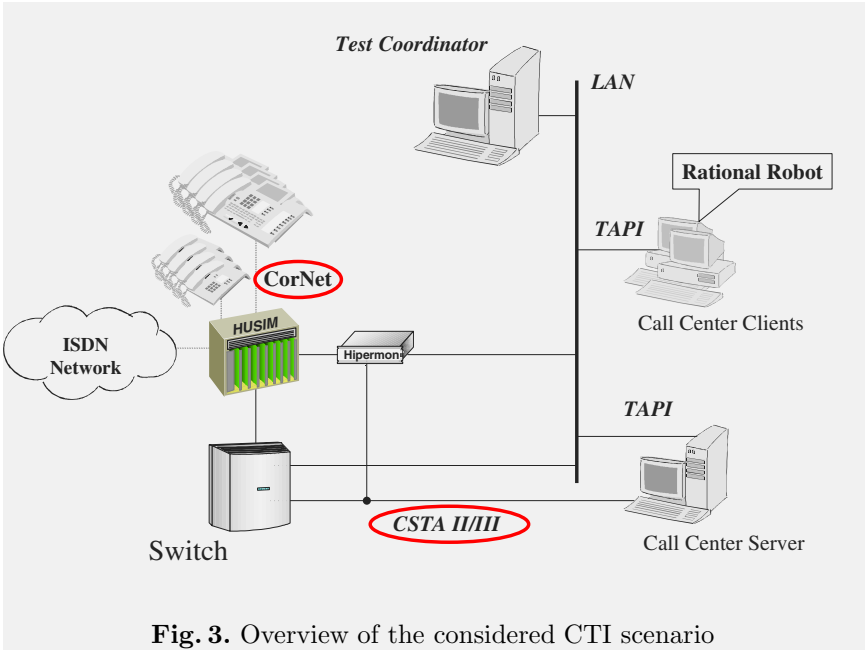 Test Coordinator
LAN
Rational Robot
TAPI
CorNet
Call Center Clients
HUSIM
ISDN
Network
Hipermon
TAPI
CSTA II/III
Switch
Call Center Server
Fig. 3. Overview of the considered CTI scenario